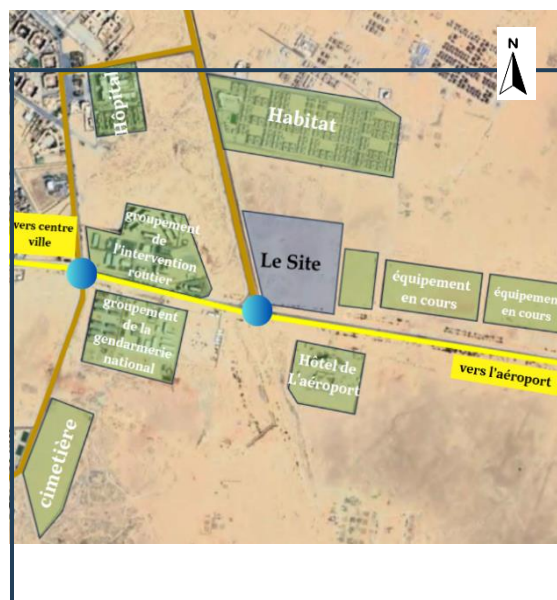 N
Hôpital
Habitat
vers centre
ville
groupement
de
l'intervention
routier
Le Site
équipement
en cours
équipement
en cours
groupement
de la
gendarmerie
national
Hôtel de
L'aéroport
vers l'aéroport
cimetière